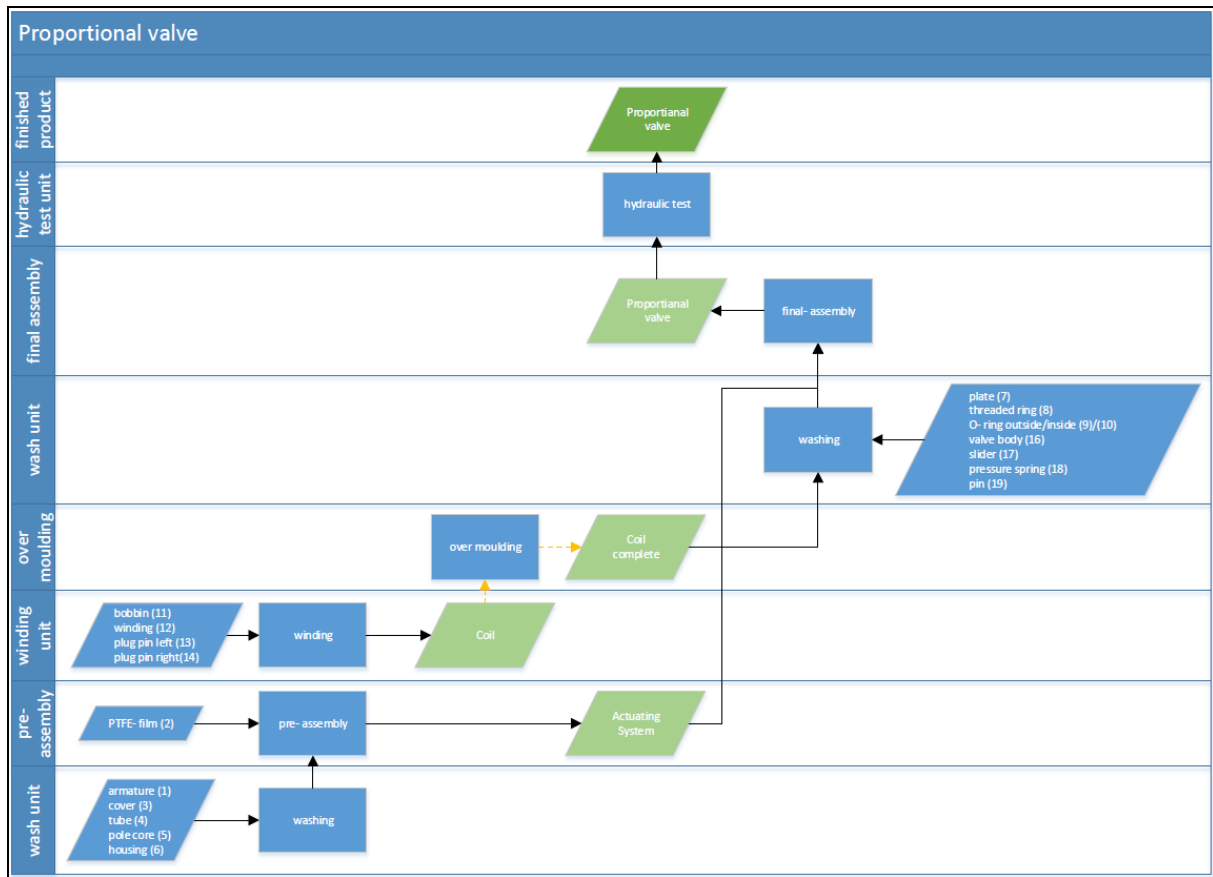 Proportional valve
finished
product
Proportianal
valve
hydraulic
test unit
hydraulic test
final assembly
Proportianal
valve
final- assembly
wash unit
washing
plate (7)
threaded ring (8)
O- ring outside/inside (9)/(10)
valve body (16)
slider (17)
pressure spring (18)
pin (19)
over
moulding
over moulding
Coil
complete
winding
unit
bobbin (11)
winding (12)
plug pin left (13)
plug pin right(14)
winding
Coil
pre-
assembly
PTFE- film (2)
pre- assembly
Actuating
System
wash unit
armature (1)
cover (3)
tube (4)
pole core (5)
housing (6)
washing